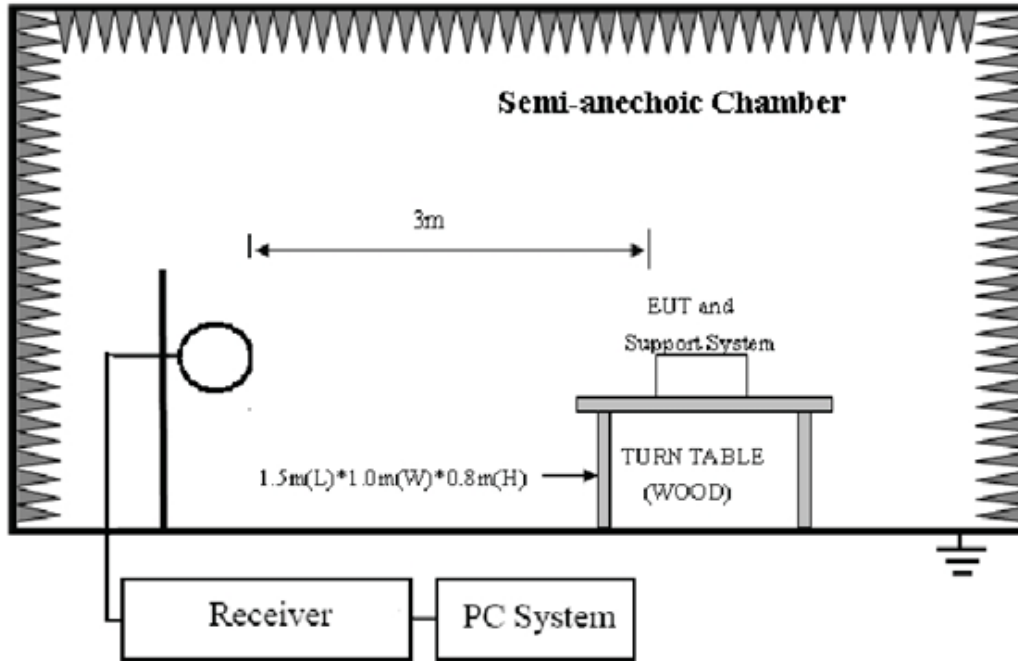 Semi-anechoic Chamber
3m
EUT and
Support System
1.5m(L)*1.0m(W)*0.8m(H)
TURN TABLE
(WOOD)
Receiver
PC System